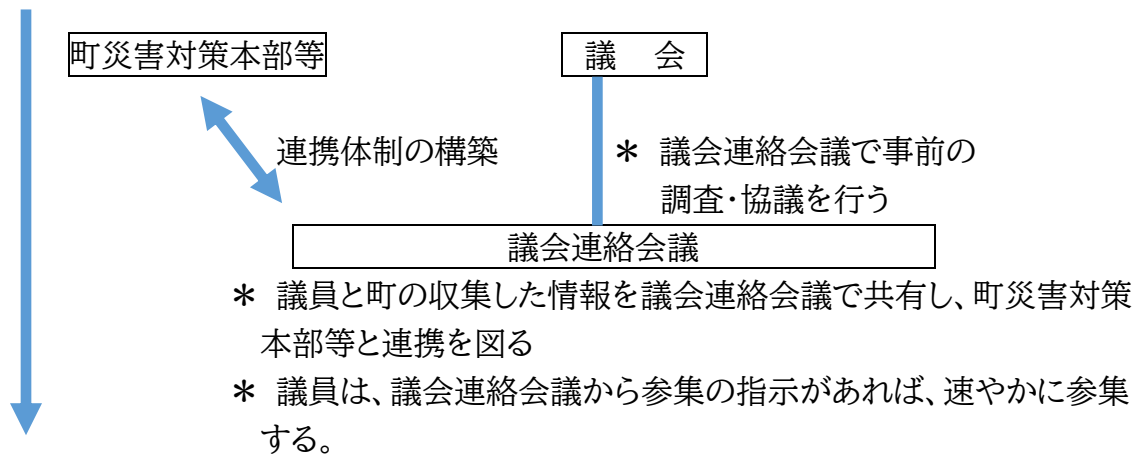 町災害対策本部等
議　会
連携体制の構築
＊ 議会連絡会議で事前の
調査・協議を行う
議会連絡会議
＊ 議員と町の収集した情報を議会連絡会議で共有し、町災害対策
本部等と連携を図る
＊ 議員は、議会連絡会議から参集の指示があれば、速やかに参集
する。